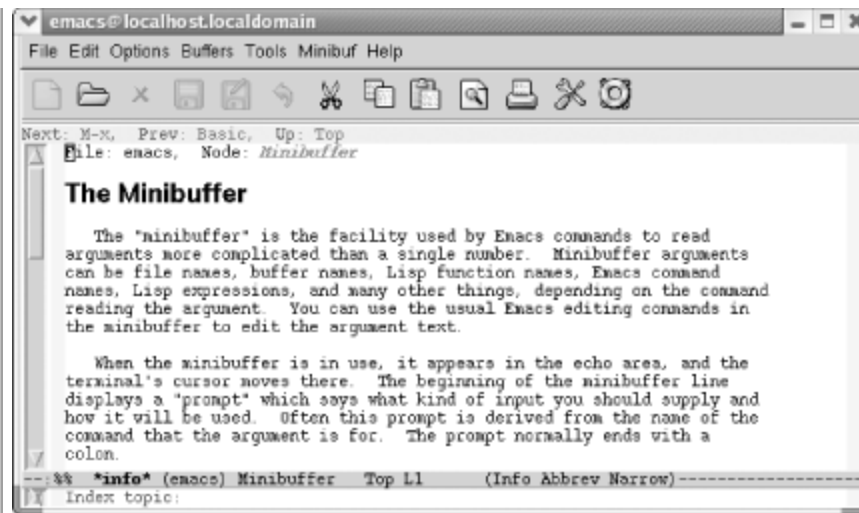 emacs@localhost.localdomain
File Edit Options Buffers Tools Minibuf Help
Next: M-x, Prev: Basic, Up: Top
File: emacs, Node: Minibuffer
The Minibuffer
The "minibuffer" is the facility used by Emacs commands to read
arguments more complicated than a single number. Minibuffer arguments
can be file names, buffer names, Lisp function names, Emacs command
names, Lisp expressions, and many other things, depending on the command
reading the argument. You can use the usual Emacs editing commands in
the minibuffer to edit the argument text.
When the minibuffer is in use, it appears in the echo area, and the
terminal's cursor moves there. The beginning of the minibuffer line
displays a "prompt" which says what kind of input you should supply and
how it will be used. Often this prompt is derived from the name of the
command that the argument is for. The prompt normally ends with a
colon.
--:%% *info* (emacs) Minibuffer Top L1 (Info Abbrev Narrow)--------------------
Index topic: